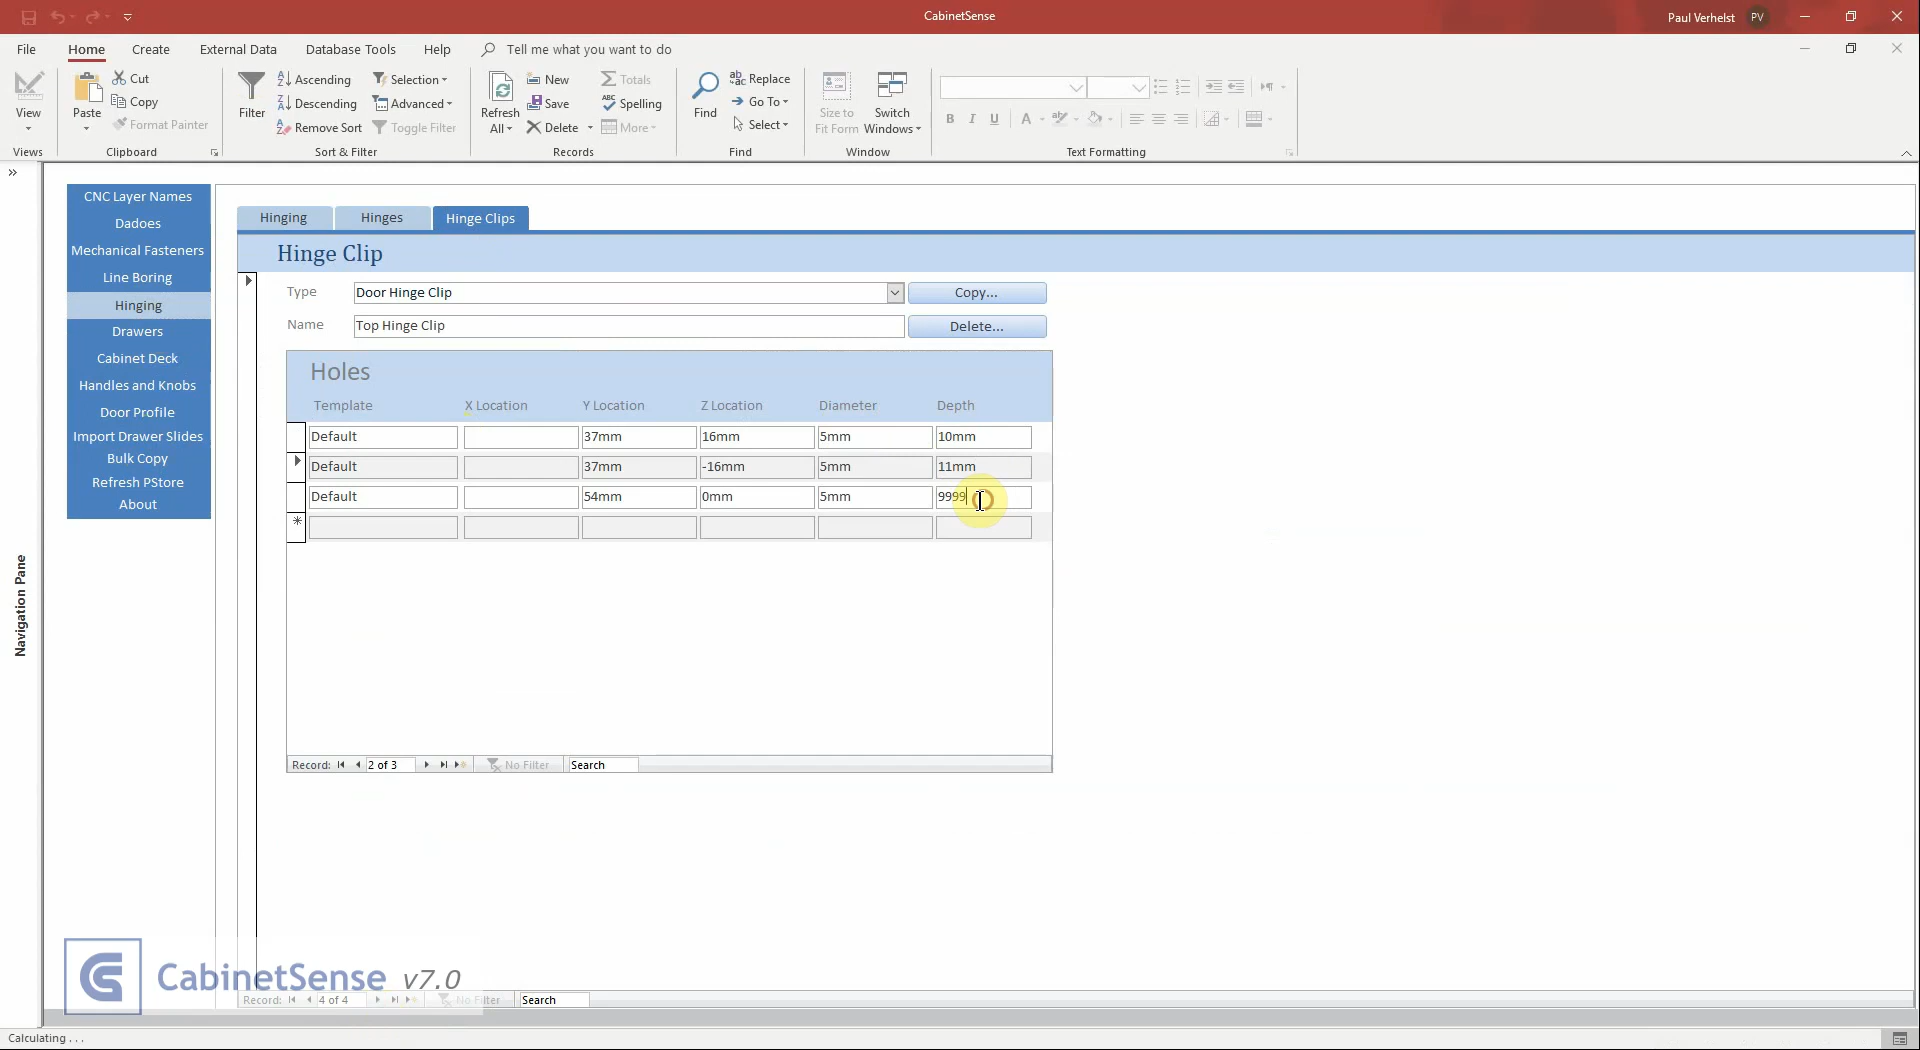 CabinetSense
Paul Verhelst PV
File Home Create External Data Database Tools Help Tell me what you want to do
View
Views
Paste
Cut
Copy
Format Painter
Clipboard
Filter
Ascending
Descending
Remove Sort
Selection
Advanced
Toggle Filter
Sort & Filter
Refresh
All
New
Save
Delete
Totals
Spelling
More
Records
Find
Replace
Go To
Select
Find
Size to
Fit Form
Switch
Windows
Window
B I U A
Text Formatting
CNC Layer Names
Dadoes
Mechanical Fasteners
Line Boring
Hinging
Drawers
Cabinet Deck
Handles and Knobs
Door Profile
Import Drawer Slides
Bulk Copy
Refresh PStore
About
Navigation Pane
Hinging Hinges Hinge Clips
Hinge Clip
Type Door Hinge Clip Copy...
Name Top Hinge Clip Delete...
Holes
Template X Location Y Location Z Location Diameter Depth
Default 37mm 16mm 5mm 10mm
Default 37mm -16mm 5mm 11mm
Default 54mm 0mm 5mm 9999
Record: 2 of 3 No Filter Search
CabinetSense v7.0
Record: 4 of 4 No Filter Search
Calculating . . .